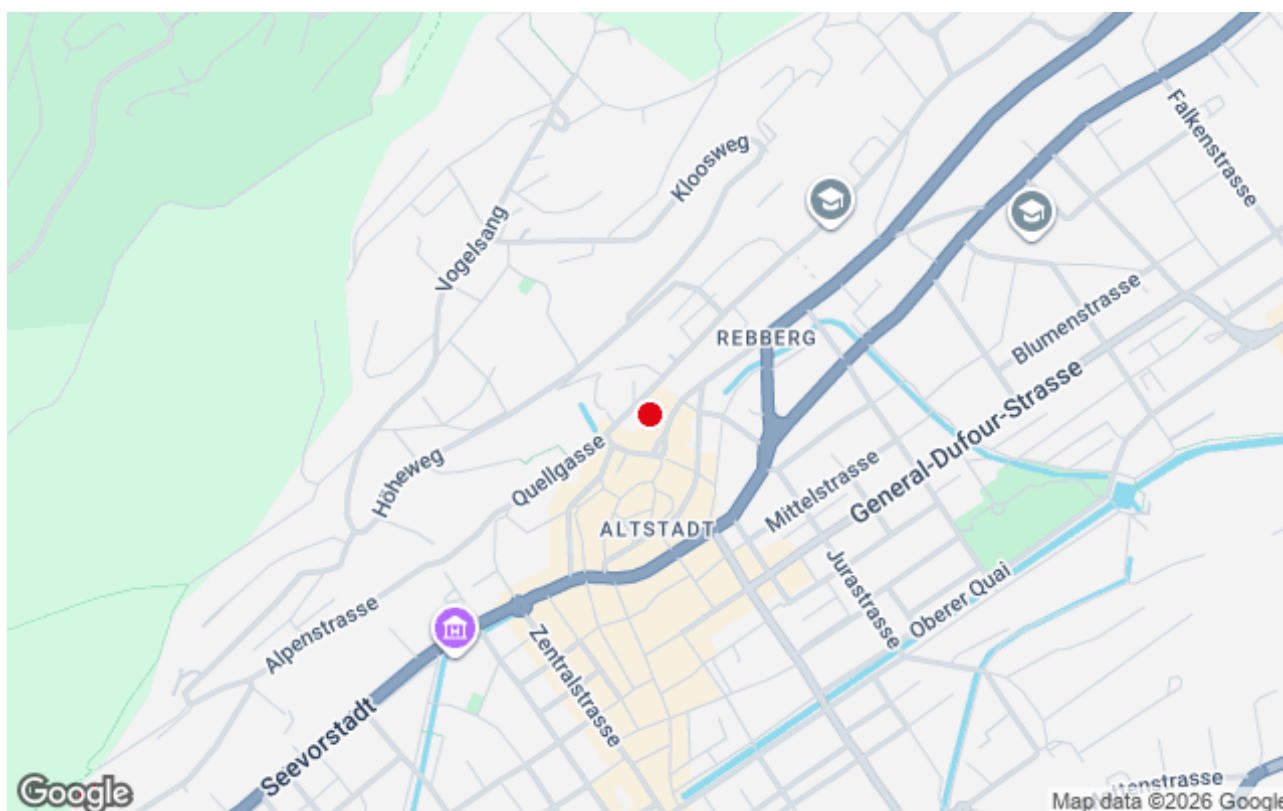 Falkenstrasse
Kloosweg
Vogelsang
REBBERG
Blumenstrasse
General-Dufour-Strasse
Höheweg
Quellgasse
Mittelstrasse
ALTSTADT
Jurastrasse
Oberer Quai
Alpenstrasse
Zentralstrasse
Seevorstadt
Google
Map data ©2026 Google